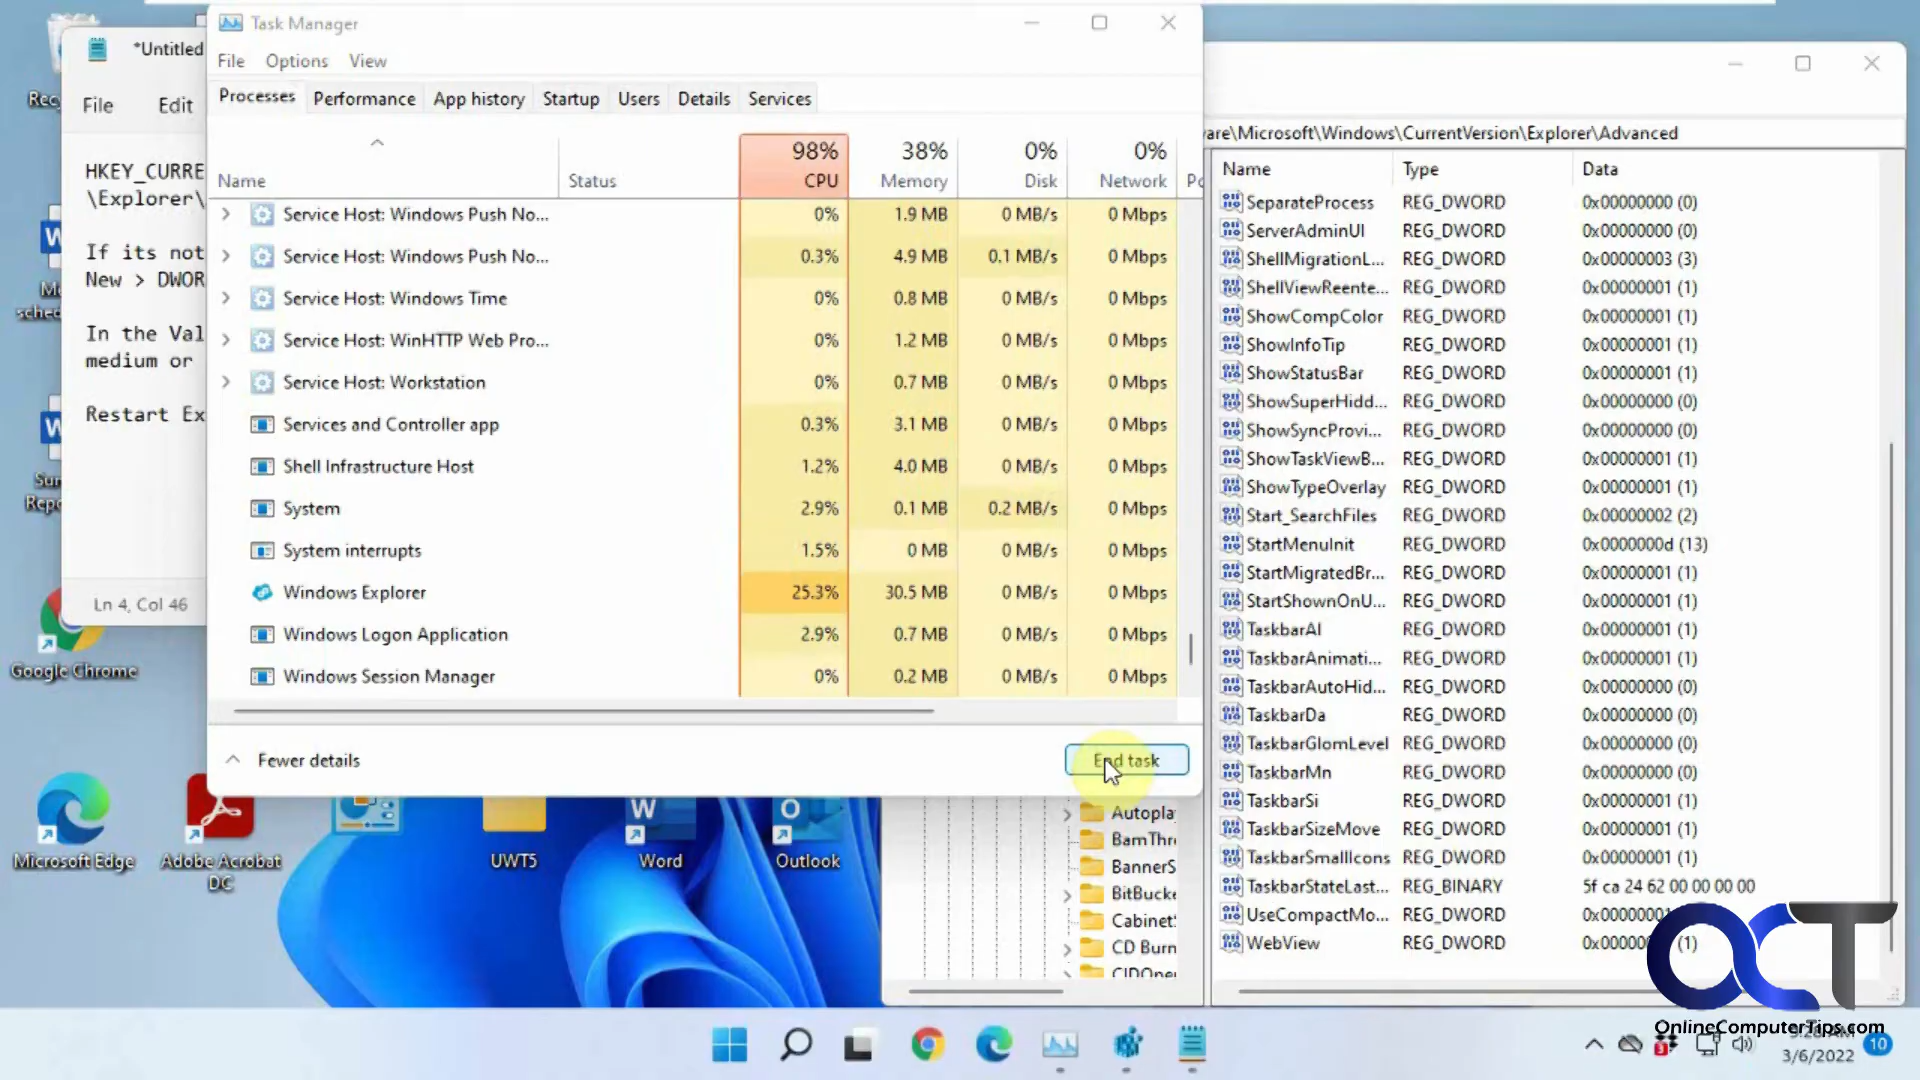 Task Manager
File Options View
Processes Performance App history Startup Users Details Services
98% 38% 0% 0%
Name Status CPU Memory Disk Network
Service Host: Windows Push No... 0% 1.9 MB 0 MB/s 0 Mbps
Service Host: Windows Push No... 0.3% 4.9 MB 0.1 MB/s 0 Mbps
Service Host: Windows Time 0% 0.8 MB 0 MB/s 0 Mbps
Service Host: WinHTTP Web Pro... 0% 1.2 MB 0 MB/s 0 Mbps
Service Host: Workstation 0% 0.7 MB 0 MB/s 0 Mbps
Services and Controller app 0.3% 3.1 MB 0 MB/s 0 Mbps
Shell Infrastructure Host 1.2% 4.0 MB 0 MB/s 0 Mbps
System 2.9% 0.1 MB 0.2 MB/s 0 Mbps
System interrupts 1.5% 0 MB 0 MB/s 0 Mbps
Windows Explorer 25.3% 30.5 MB 0 MB/s 0 Mbps
Windows Logon Application 2.9% 0.7 MB 0 MB/s 0 Mbps
Windows Session Manager 0% 0.2 MB 0 MB/s 0 Mbps
Fewer details
End task
*Untitled
File Edit
HKEY_CURRE
\Explorer\
If its not
New > DWOR
In the Val
medium or
Restart Ex
Ln 4, Col 46
are\Microsoft\Windows\CurrentVersion\Explorer\Advanced
Name Type Data
SeparateProcess REG_DWORD 0x00000000 (0)
ServerAdminUI REG_DWORD 0x00000000 (0)
ShellMigrationL... REG_DWORD 0x00000003 (3)
ShellViewReente... REG_DWORD 0x00000001 (1)
ShowCompColor REG_DWORD 0x00000001 (1)
ShowInfoTip REG_DWORD 0x00000001 (1)
ShowStatusBar REG_DWORD 0x00000001 (1)
ShowSuperHidd... REG_DWORD 0x00000000 (0)
ShowSyncProvi... REG_DWORD 0x00000000 (0)
ShowTaskViewB... REG_DWORD 0x00000001 (1)
ShowTypeOverlay REG_DWORD 0x00000001 (1)
Start_SearchFiles REG_DWORD 0x00000002 (2)
StartMenuInit REG_DWORD 0x0000000d (13)
StartMigratedBr... REG_DWORD 0x00000001 (1)
StartShownOnU... REG_DWORD 0x00000001 (1)
TaskbarAl REG_DWORD 0x00000001 (1)
TaskbarAnimati... REG_DWORD 0x00000001 (1)
TaskbarAutoHid... REG_DWORD 0x00000000 (0)
TaskbarDa REG_DWORD 0x00000000 (0)
TaskbarGlomLevel REG_DWORD 0x00000000 (0)
TaskbarMn REG_DWORD 0x00000000 (0)
TaskbarSi REG_DWORD 0x00000001 (1)
TaskbarSizeMove REG_DWORD 0x00000001 (1)
TaskbarSmallIcons REG_DWORD 0x00000001 (1)
TaskbarStateLast... REG_BINARY 5f ca 24 62 00 00 00 00
UseCompactMo... REG_DWORD 0x0000000
WebView REG_DWORD 0x00000 (1)
Autopla
BamThr
BannerS
BitBucke
Cabinet
CD Burn
CIDOpe
Google Chrome
Microsoft Edge
Adobe Acrobat
DC
UWT5
Word
Outlook
OCT
OnlineComputerTips.com
3/6/2022
10